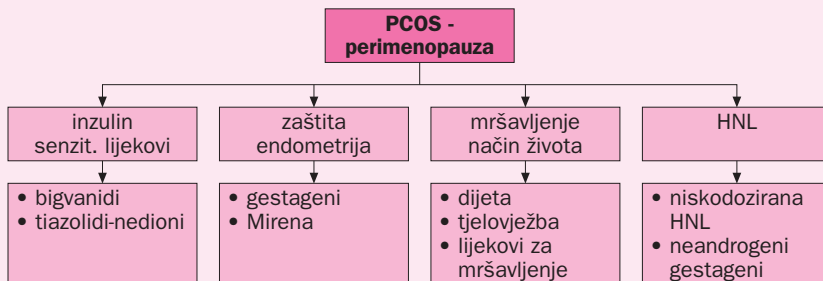 PCOS -
perimenopauza
inzulin
senzit. lijekovi
zaštita
endometrija
mršavljenje
način života
HNL
• bigvanidi
• tiazolidi-nedioni
• gestageni
• Mirena
• dijeta
• tjelovježba
• lijekovi za
mršavljenje
• niskodozirana
HNL
• neandrogeni
gestageni